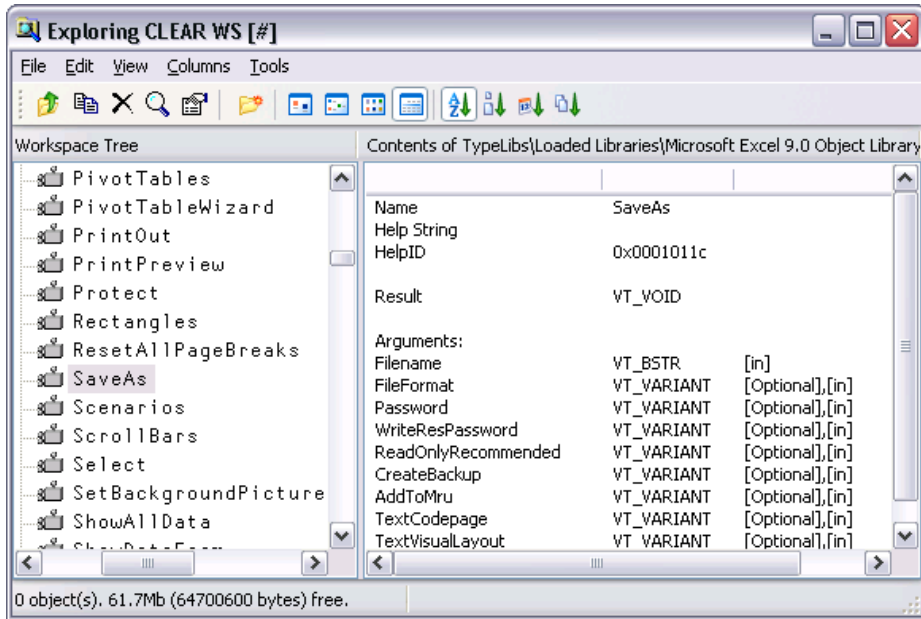 Exploring CLEAR WS [#]
File Edit View Columns Tools
Workspace Tree
PivotTables
PivotTableWizard
PrintOut
PrintPreview
Protect
Rectangles
ResetAllPageBreaks
SaveAs
Scenarios
ScrollBars
Select
SetBackgroundPicture
ShowAllData
ShowDataForm
Contents of TypeLibs\Loaded Libraries\Microsoft Excel 9.0 Object Library
Name SaveAs
Help String
HelpID 0x0001011c
Result VT_VOID
Arguments:
Filename VT_BSTR [in]
FileFormat VT_VARIANT [Optional],[in]
Password VT_VARIANT [Optional],[in]
WriteResPassword VT_VARIANT [Optional],[in]
ReadOnlyRecommended VT_VARIANT [Optional],[in]
CreateBackup VT_VARIANT [Optional],[in]
AddToMru VT_VARIANT [Optional],[in]
TextCodepage VT_VARIANT [Optional],[in]
TextVisualLayout VT_VARIANT [Optional],[in]
0 object(s). 61.7Mb (64700600 bytes) free.